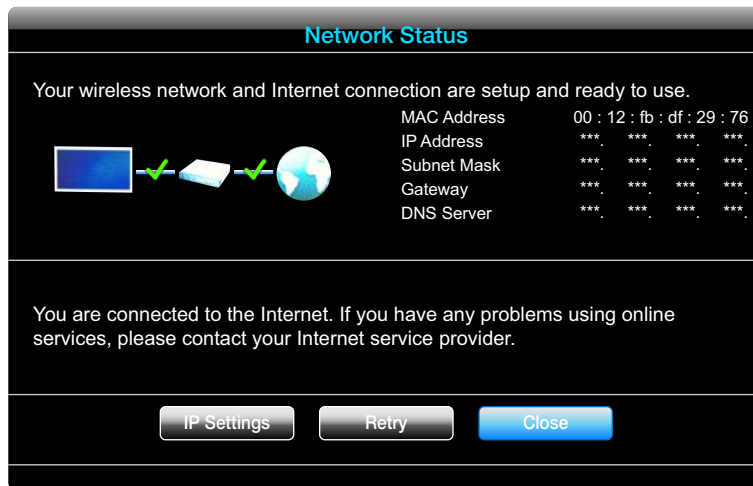 Network Status
Your wireless network and Internet connection are setup and ready to use.
MAC Address 00 : 12 : fb : df : 29 : 76
IP Address ***. ***. ***. ***.
Subnet Mask ***. ***. ***. ***.
Gateway ***. ***. ***. ***.
DNS Server ***. ***. ***. ***.
You are connected to the Internet. If you have any problems using online
services, please contact your Internet service provider.
IP Settings Retry Close